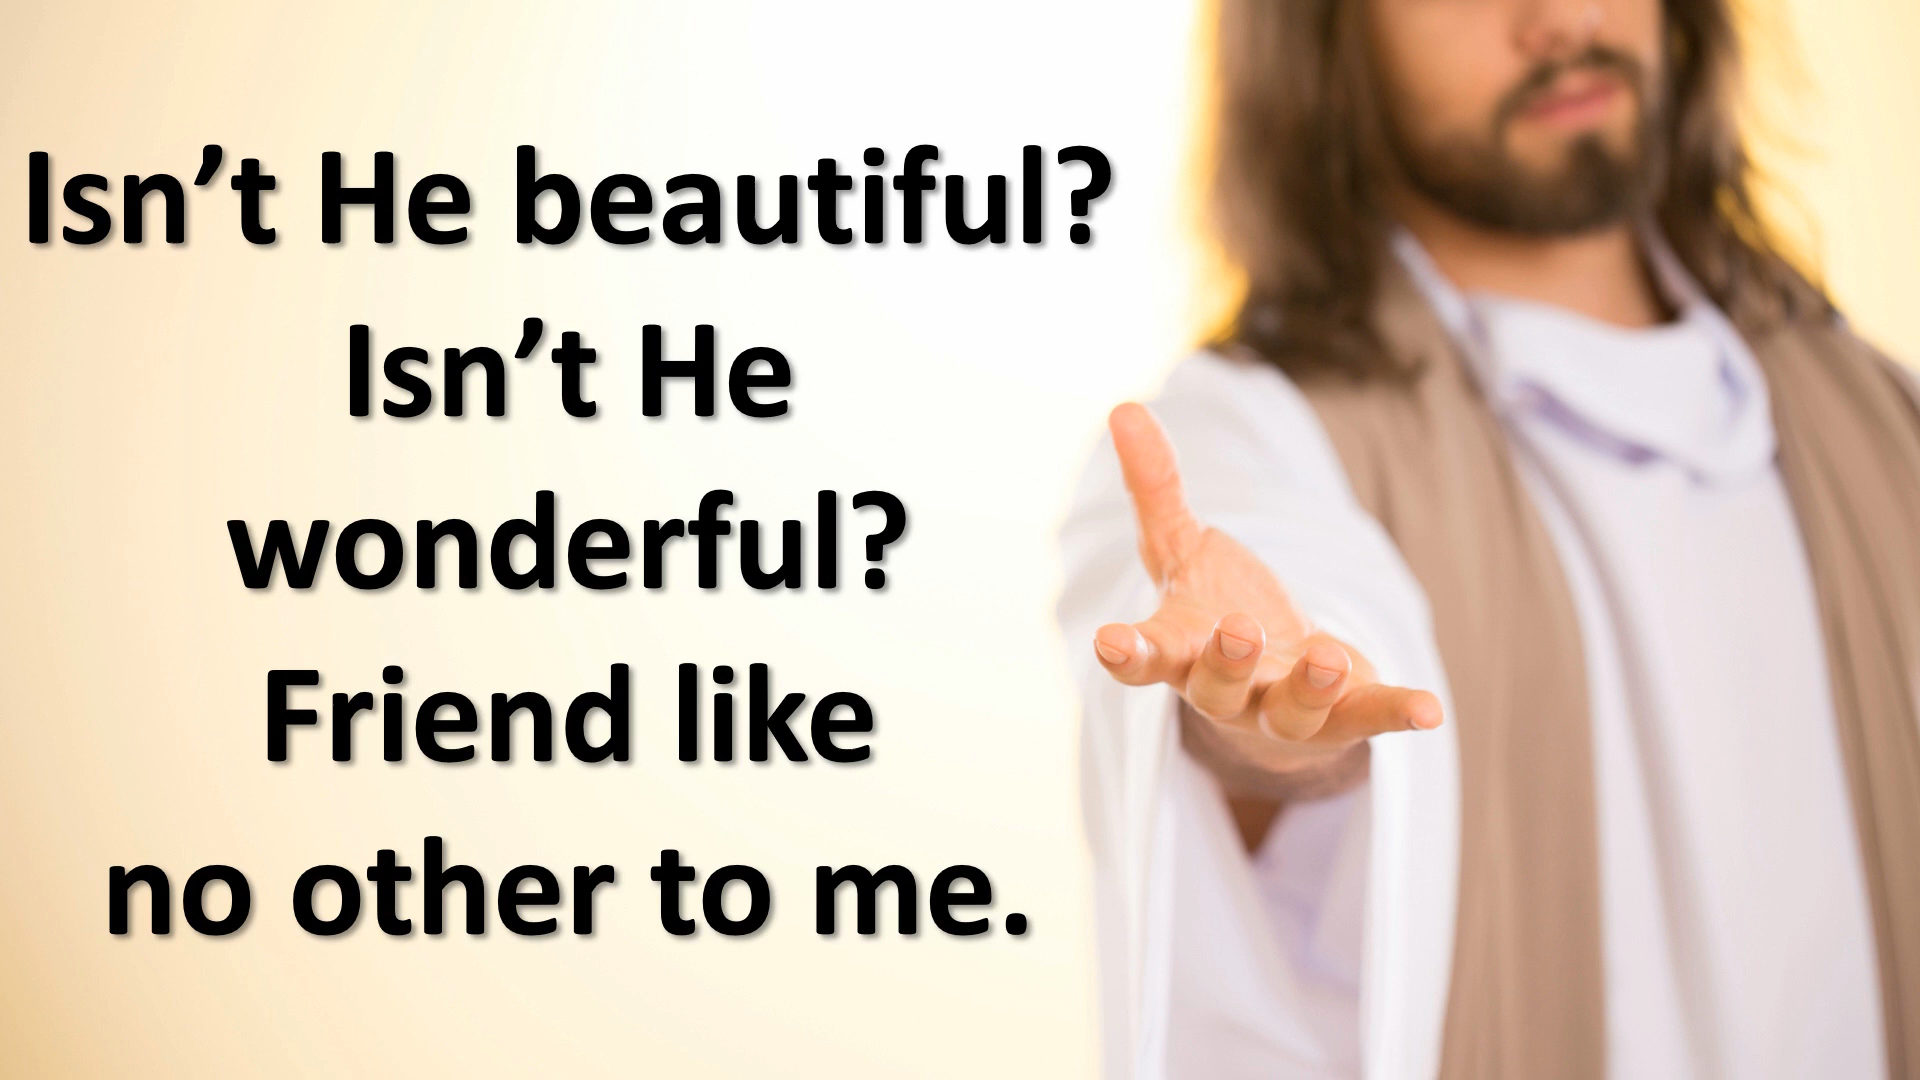 Isn’t He beautiful?
Isn’t He
wonderful?
Friend like
no other to me.